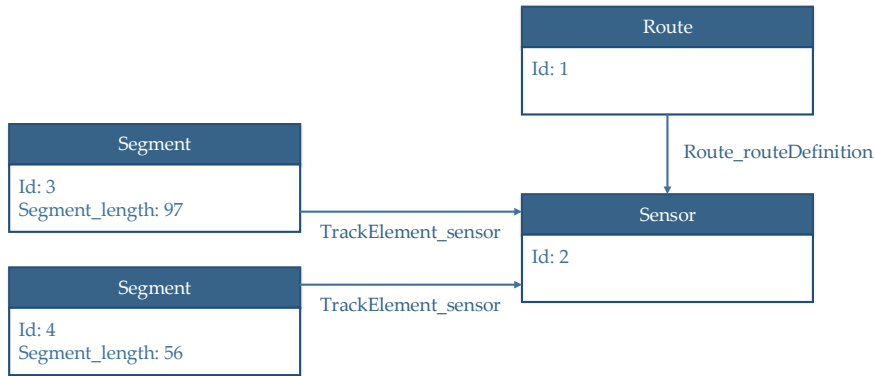 Route
Id: 1
Route_routeDefinition
Segment
Id: 3
Segment_length: 97
TrackElement_sensor
Sensor
Id: 2
Segment
Id: 4
Segment_length: 56
TrackElement_sensor